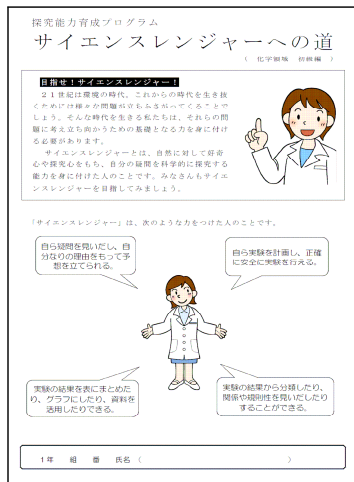 探究能力育成プログラム
サイエンスレンジャーへの道
（ 化学領域 初級編 ）
目指せ！サイエンスレンジャー！
２１世紀は環境の時代、これからの時代を生き抜
くためには様々な問題が立ちふさがってくることで
しょう。そんな時代を生きる私たちは、それらの問
題に考え立ち向かうための基礎となる力を身に付け
る必要があります。
サイエンスレンジャーとは、自然に対して好奇
心や探究心をもち、自分の疑問を科学的に探究する
能力を身に付けた人のことです。みなさんもサイエ
ンスレンジャーを目指してみましょう。
「サイエンスレンジャー」は、次のような力をつけた人のことです。
自ら疑問を見いだし、自
分なりの理由をもって予
想を立てられる。
自ら実験を計画し、正確
に安全に実験を行える。
実験の結果を表にまとめた
り、グラフにしたり、資料を
活用したりできる。
実験の結果から分類したり、
関係や規則性を見いだしたり
することができる。
１年 組 番 氏名（ ）